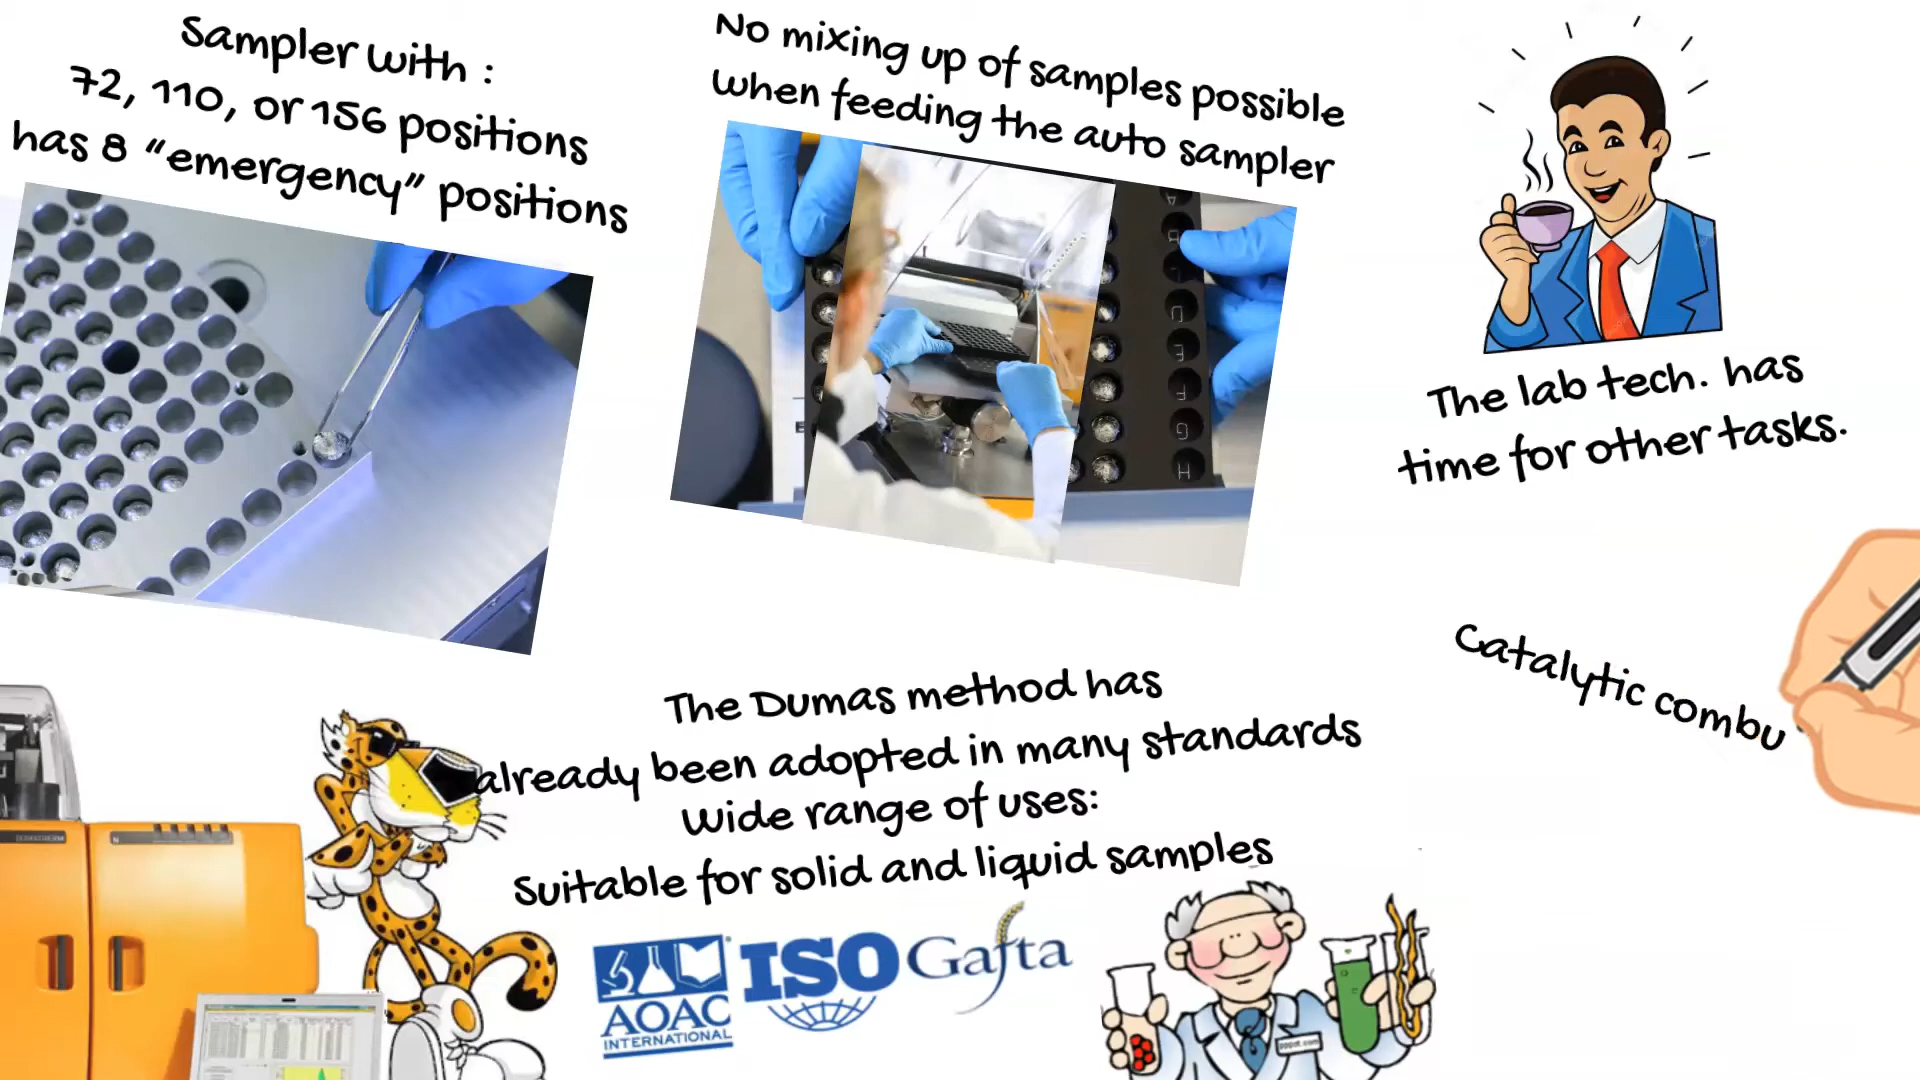 Sampler with :
72, 110, or 156 positions
has 8 “emergency” positions
No mixing up of samples possible
when feeding the auto sampler
A
B
C
D
E
F
G
H
The lab tech. has
time for other tasks.
Catalytic combu
The Dumas method has
already been adopted in many standards
Wide range of uses:
Suitable for solid and liquid samples
N
AOAC
INTERNATIONAL
ISO
Gafta